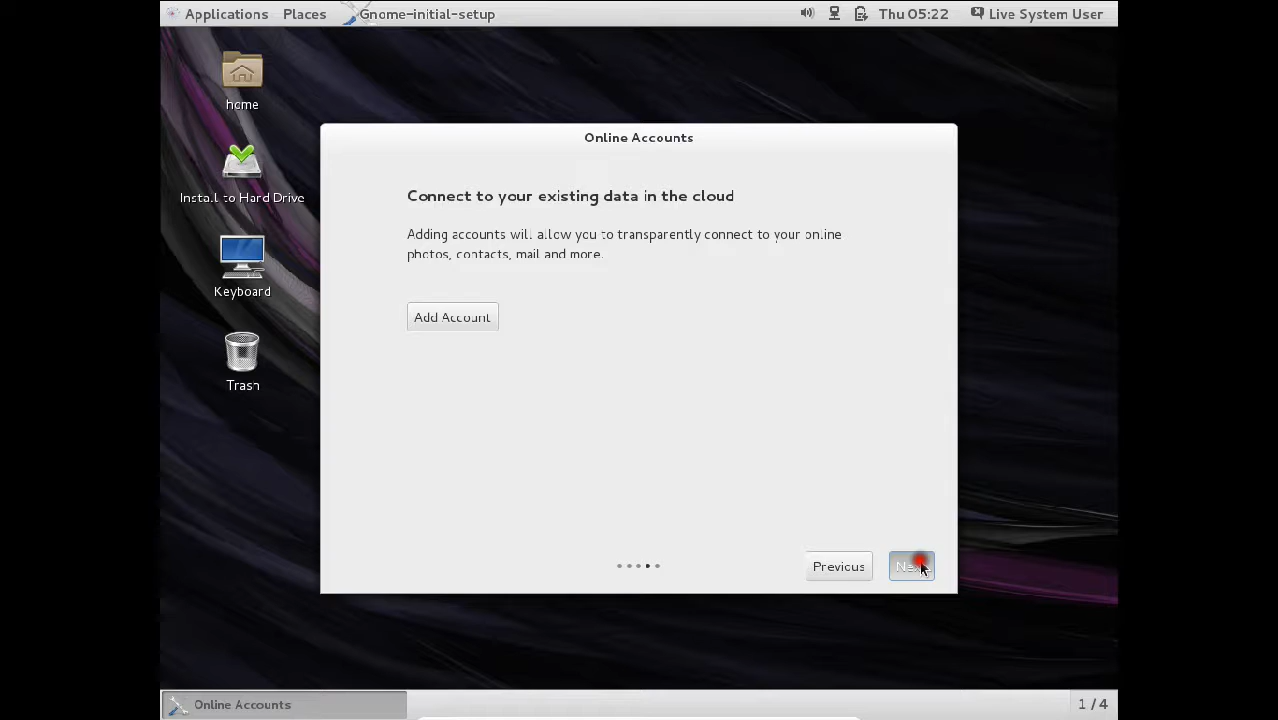 Applications Places Gnome-initial-setup Thu 05:22 Live System User
home
Install to Hard Drive
Keyboard
Trash
Online Accounts
Connect to your existing data in the cloud
Adding accounts will allow you to transparently connect to your online
photos, contacts, mail and more.
Add Account
Previous
Online Accounts 1 / 4